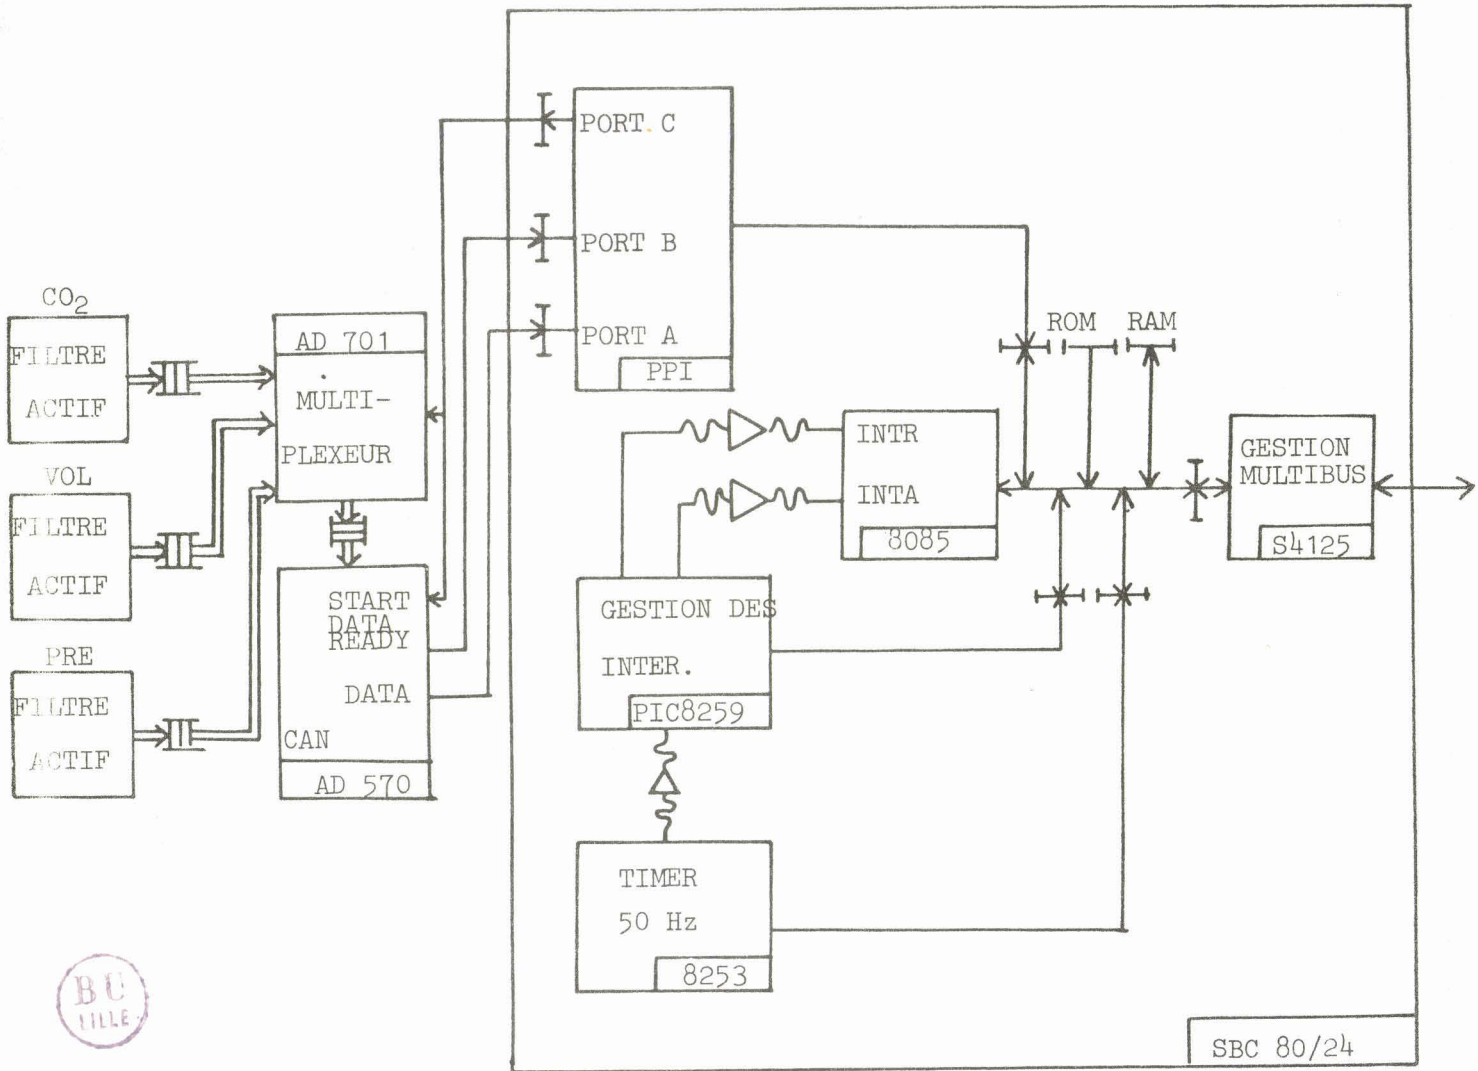 CO2
FILTRE
ACTIF
VOL
FILTRE
ACTIF
PRE
FILTRE
ACTIF
AD 701
MULTI-
PLEXEUR
START
DATA
READY
DATA
CAN
AD 570
PORT C
PORT B
PORT A
PPI
INTR
INTA
8085
ROM RAM
GESTION
MULTIBUS
S4125
GESTION DES
INTER.
PIC8259
TIMER
50 Hz
8253
SBC 80/24
BU
LILLE